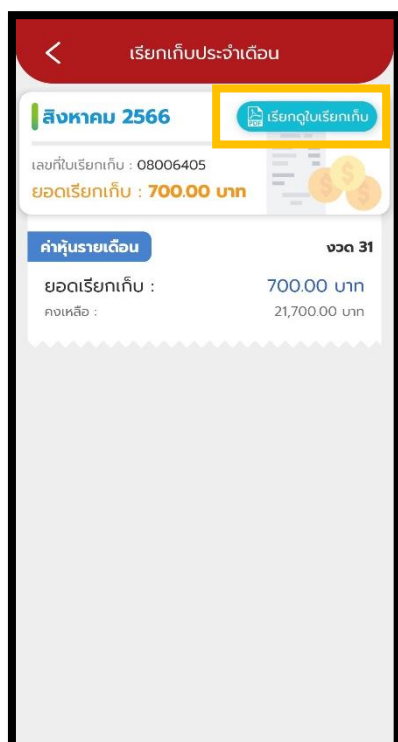 เรียกเก็บประจำเดือน
สิงหาคม 2566
PDF เรียกดูใบเรียกเก็บ
เลขที่ใบเรียกเก็บ : 08006405
ยอดเรียกเก็บ : 700.00 บาท
ค่าหุ้นรายเดือน งวด 31
ยอดเรียกเก็บ : 700.00 บาท
คงเหลือ : 21,700.00 บาท